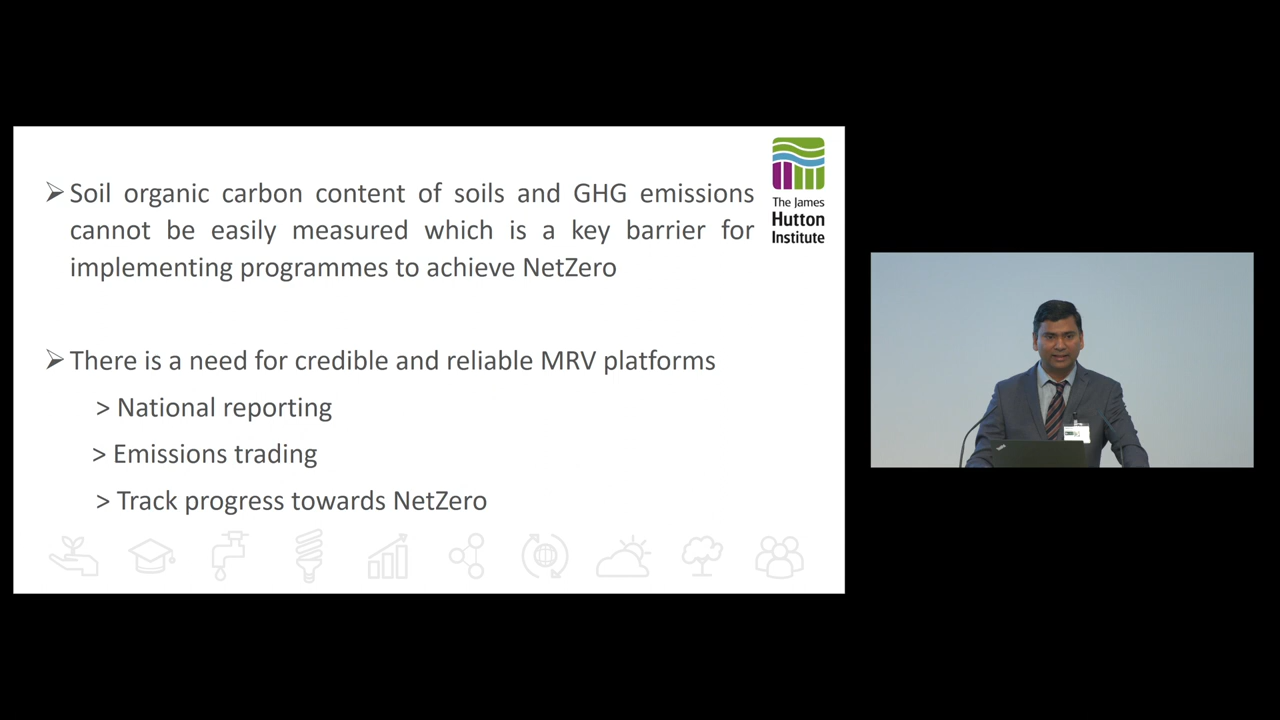 ➢ Soil organic carbon content of soils and GHG emissions
cannot be easily measured which is a key barrier for
implementing programmes to achieve NetZero
➢ There is a need for credible and reliable MRV platforms
> National reporting
> Emissions trading
> Track progress towards NetZero
The James
Hutton
Institute